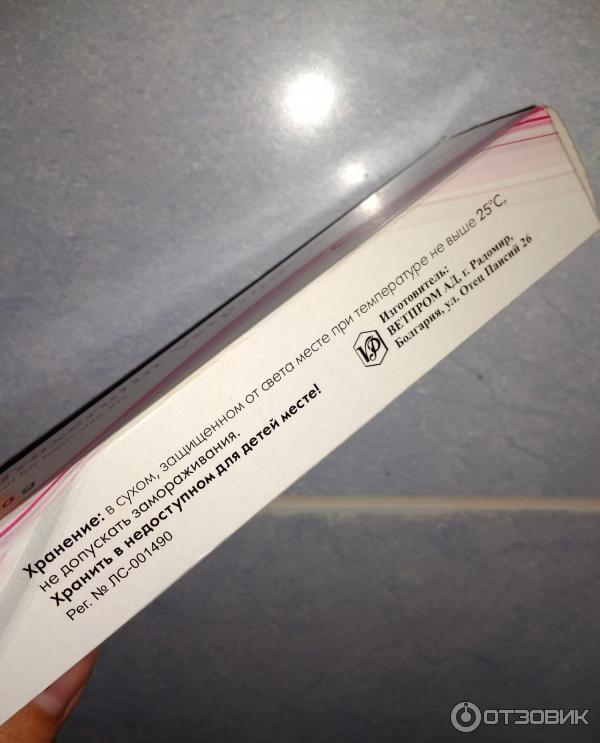 Хранение: в сухом, защищенном от света месте при температуре не выше 25°С,
не допускать замораживания.
Хранить в недоступном для детей месте!
Рег. № ЛС-001490
Изготовитель:
ВЕТПРОМ АД, г. Радомир,
Болгария, ул. Отец Паисий 26
VP
ОТЗОВИК